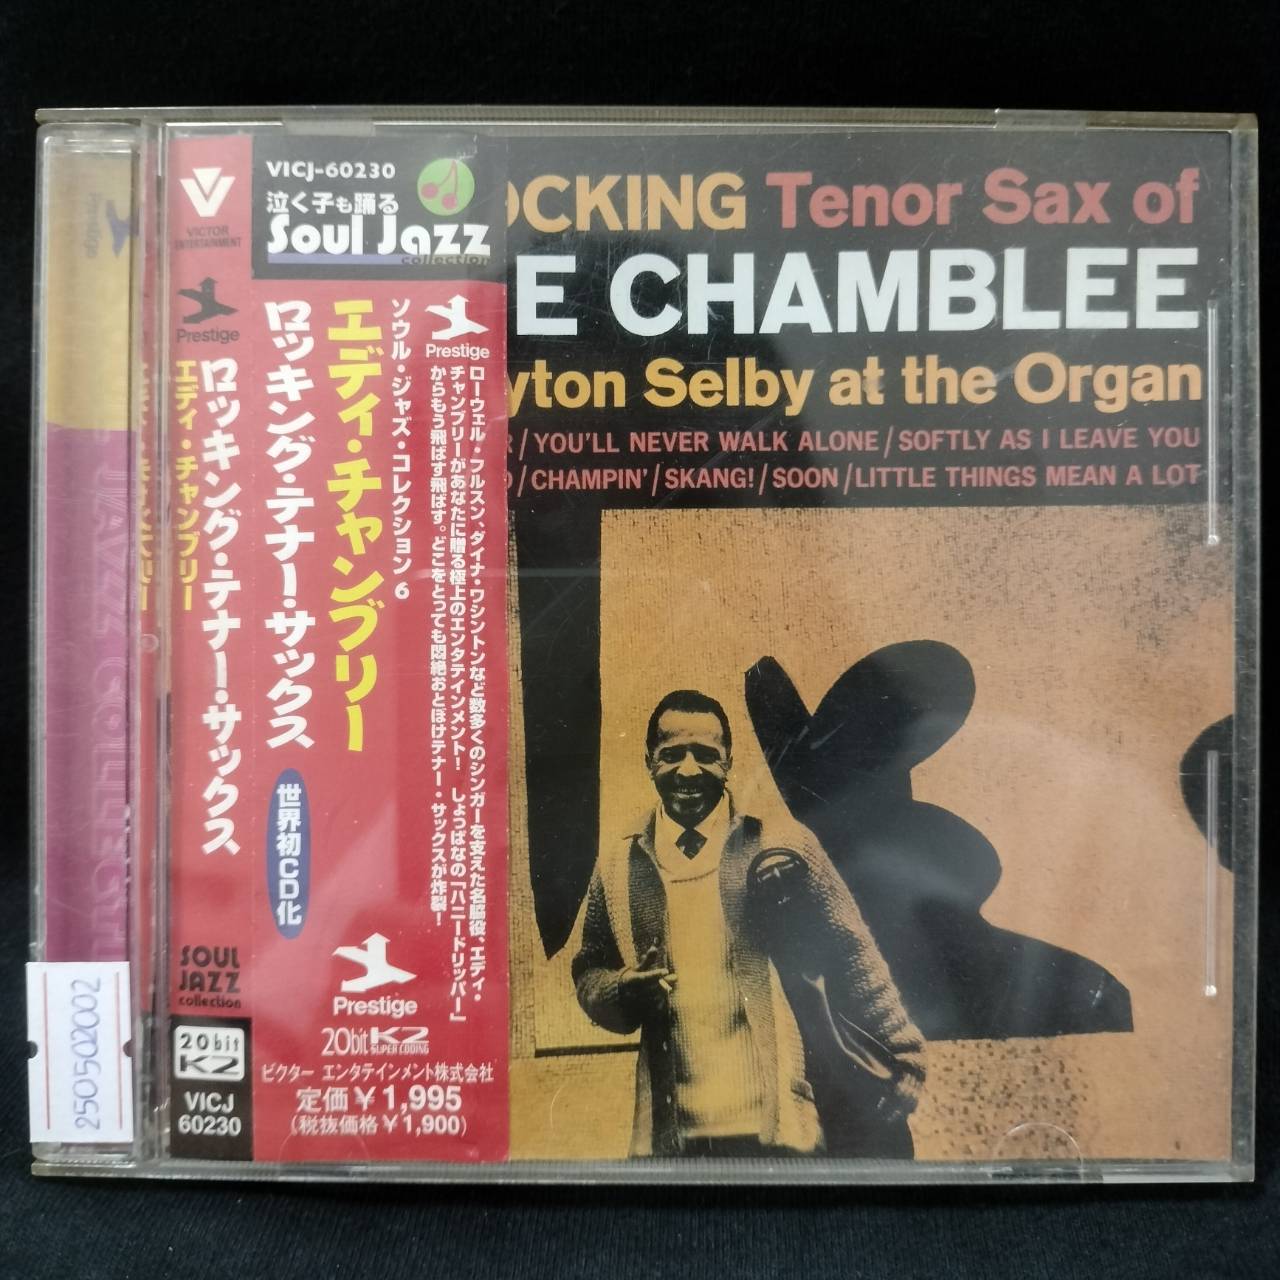 VICTOR
ENTERTAINMENT
Prestige
エディ・チャンブリー
ロッキング・テナー・サックス
SOUL
JAZZ
collection
20bit
K2
VICJ
60230
VICJ-60230
泣く子も踊る
Soul Jazz
collection
Prestige
ローウェル・フルスン、ダイナ・ワシントンなど数多くのシンガーを支えた名脇役、エディ・
チャンブリーがあなたに贈る極上のエンタテインメント! しょっぱなの「ハニードリッパー」
からもう飛ばす飛ばす。どこをとっても悶絶おとぼけテナー・サックスが炸裂!
ソウル・ジャズ・コレクション 6
エディ・チャンブリー
ロッキング・テナー・サックス
世界初CD化
Prestige
20bit K2
SUPER CODING
ビクター エンタテインメント株式会社
定価¥1,995
(税抜価格¥1,900)
OCKING Tenor Sax of
E CHAMBLEE
yton Selby at the Organ
R/YOU'LL NEVER WALK ALONE/SOFTLY AS I LEAVE YOU
/CHAMPIN'/SKANG!/SOON/LITTLE THINGS MEAN A LOT
Prestige
JAZZ COLLECTI
250502002